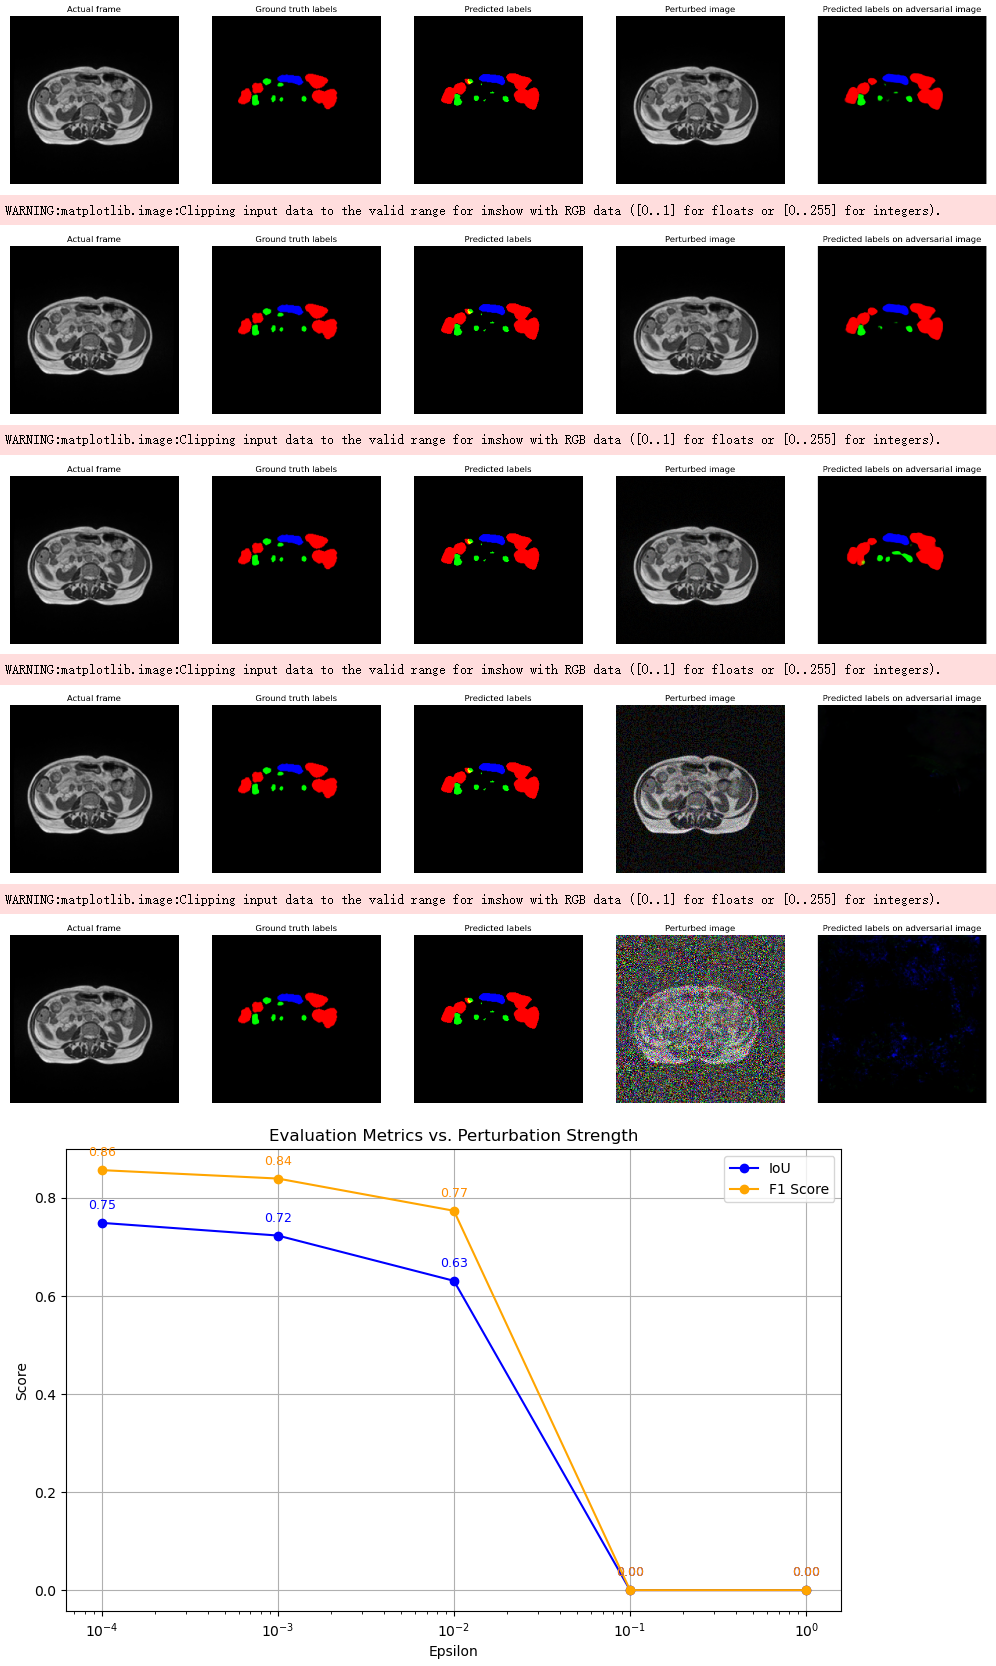 Actual frame Ground truth labels Predicted labels Perturbed image Predicted labels on adversarial image
WARNING:matplotlib.image:Clipping input data to the valid range for imshow with RGB data ([0..1] for floats or [0..255] for integers).
Actual frame Ground truth labels Predicted labels Perturbed image Predicted labels on adversarial image
WARNING:matplotlib.image:Clipping input data to the valid range for imshow with RGB data ([0..1] for floats or [0..255] for integers).
Actual frame Ground truth labels Predicted labels Perturbed image Predicted labels on adversarial image
WARNING:matplotlib.image:Clipping input data to the valid range for imshow with RGB data ([0..1] for floats or [0..255] for integers).
Actual frame Ground truth labels Predicted labels Perturbed image Predicted labels on adversarial image
WARNING:matplotlib.image:Clipping input data to the valid range for imshow with RGB data ([0..1] for floats or [0..255] for integers).
Actual frame Ground truth labels Predicted labels Perturbed image Predicted labels on adversarial image
Evaluation Metrics vs. Perturbation Strength
0.86
0.84
0.77
0.75
0.72
0.63
0.00
0.00
IoU
F1 Score
0.8
0.6
0.4
0.2
0.0
Score
10⁻⁴ 10⁻³ 10⁻² 10⁻¹ 10⁰
Epsilon